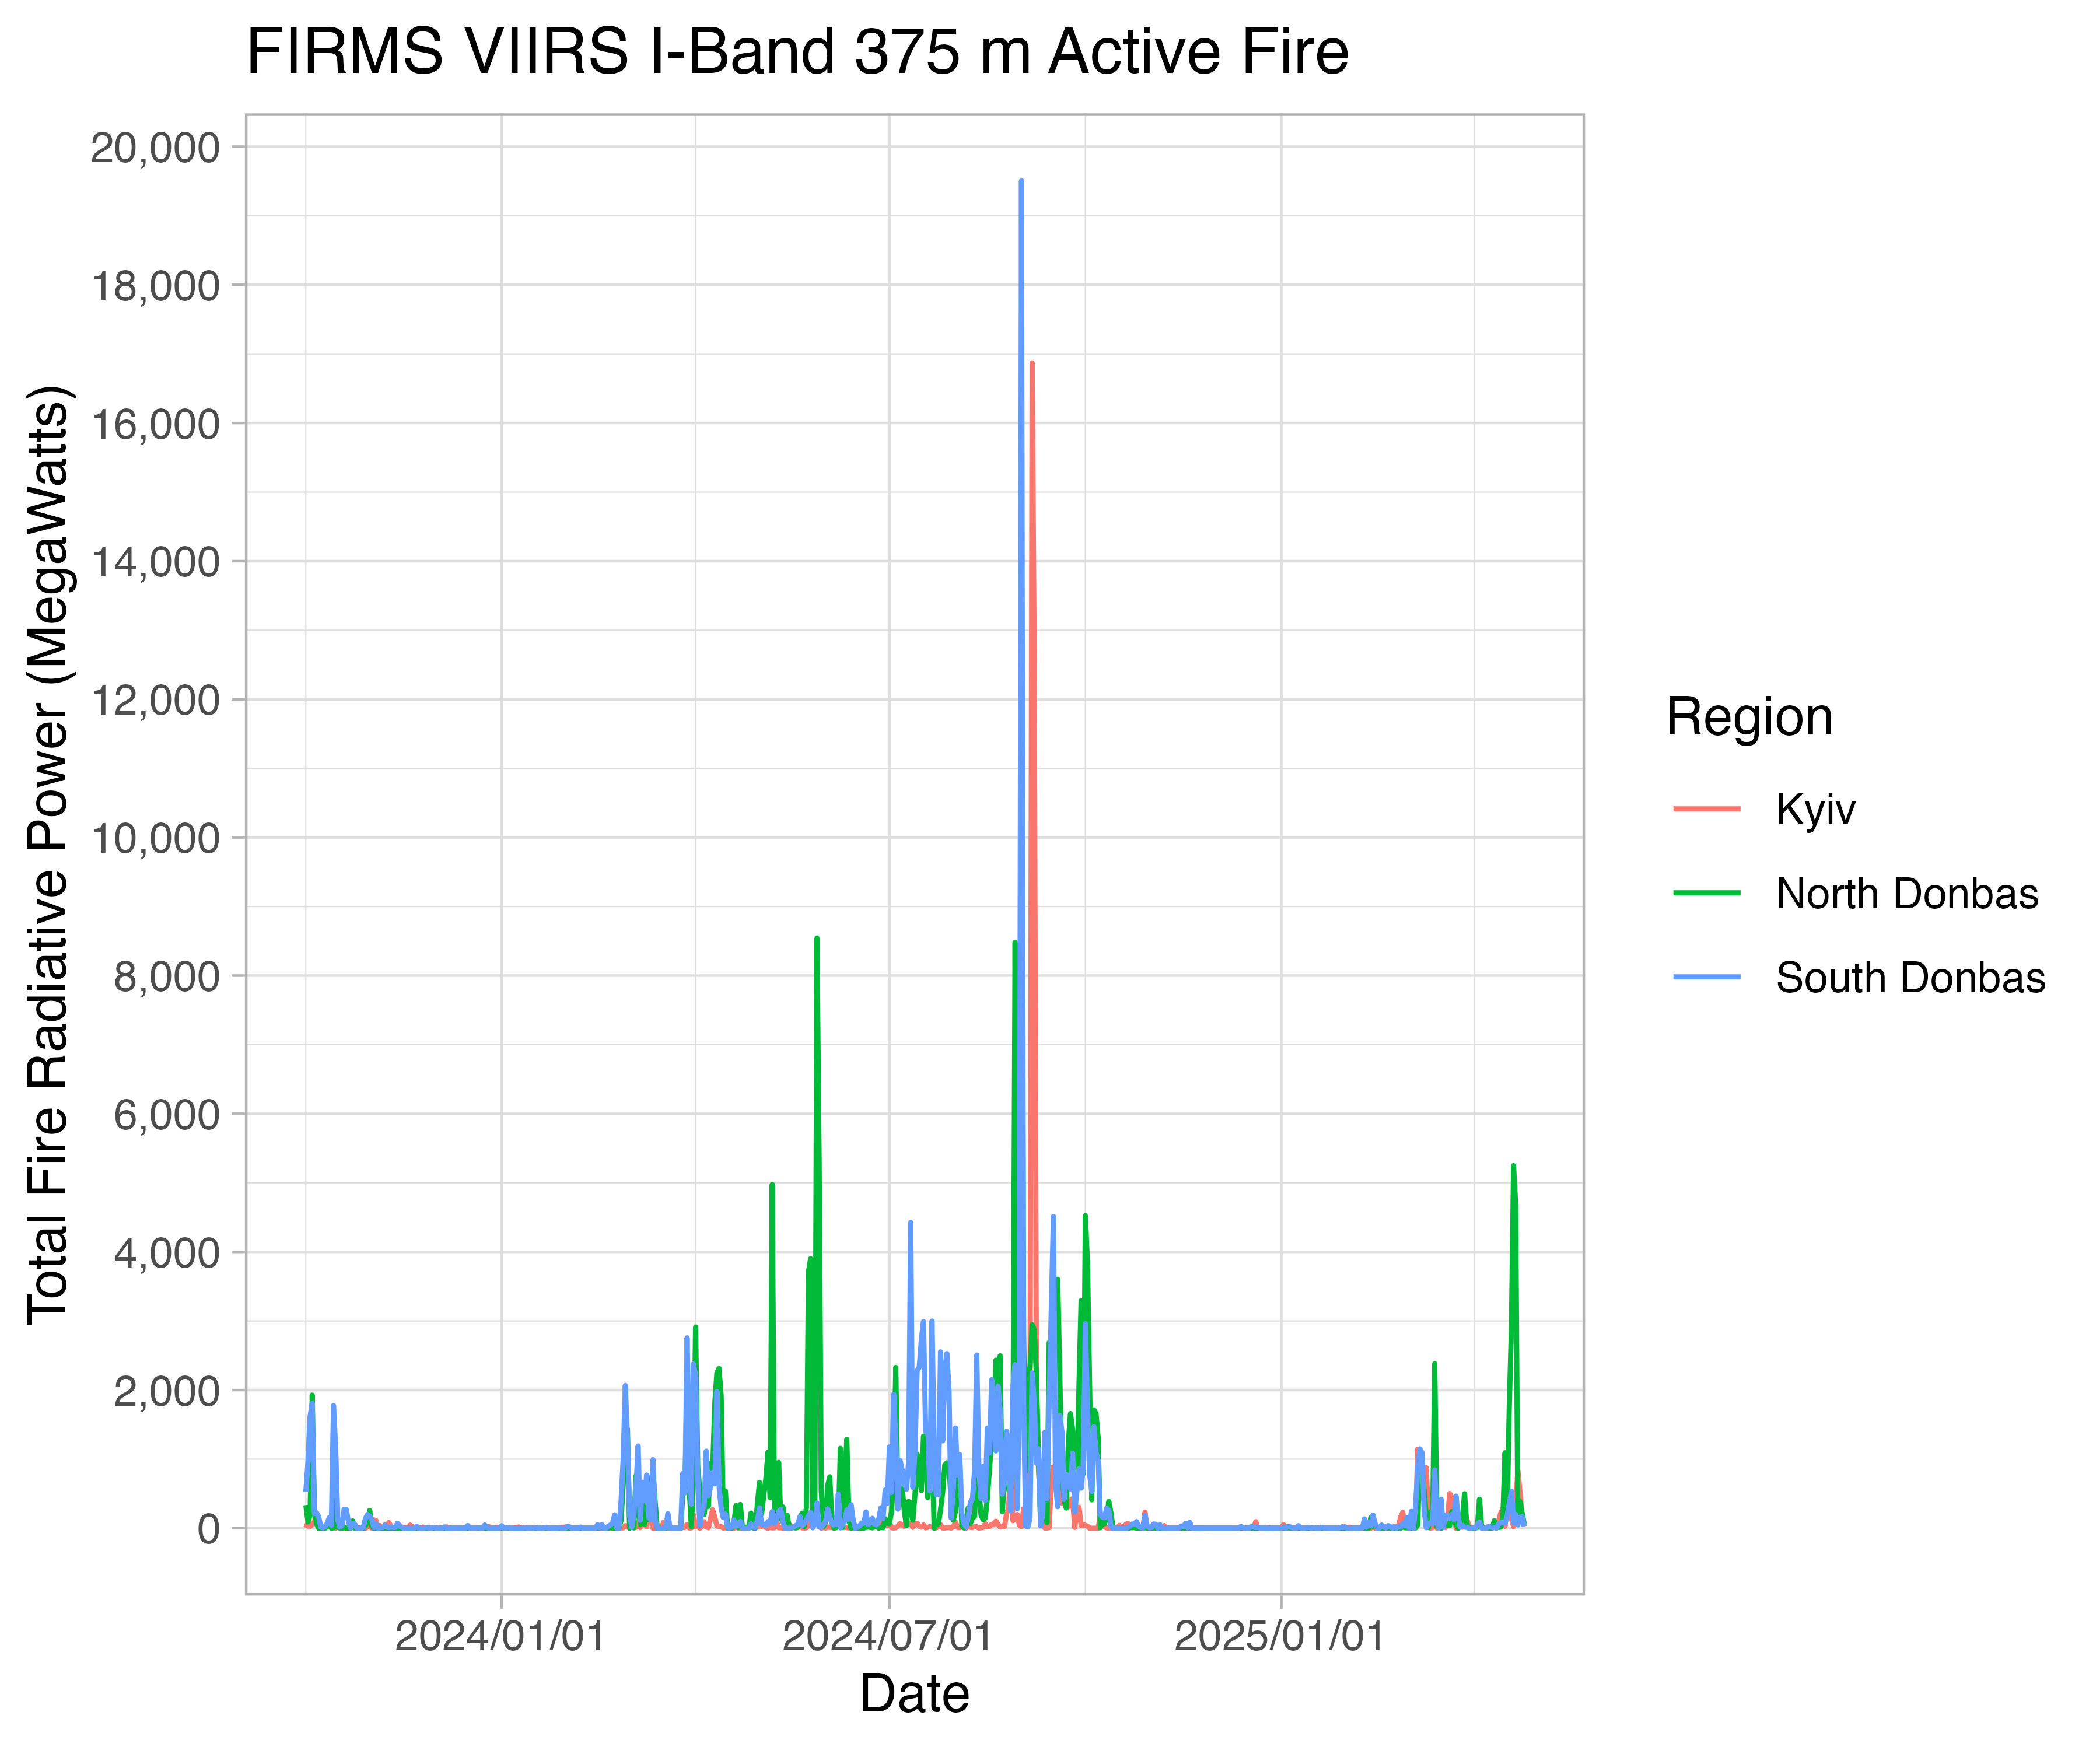 FIRMS VIIRS I-Band 375 m Active Fire
Total Fire Radiative Power (MegaWatts)
20,000
18,000
16,000
14,000
12,000
10,000
8,000
6,000
4,000
2,000
0
2024/01/01
2024/07/01
2025/01/01
Date
Region
Kyiv
North Donbas
South Donbas